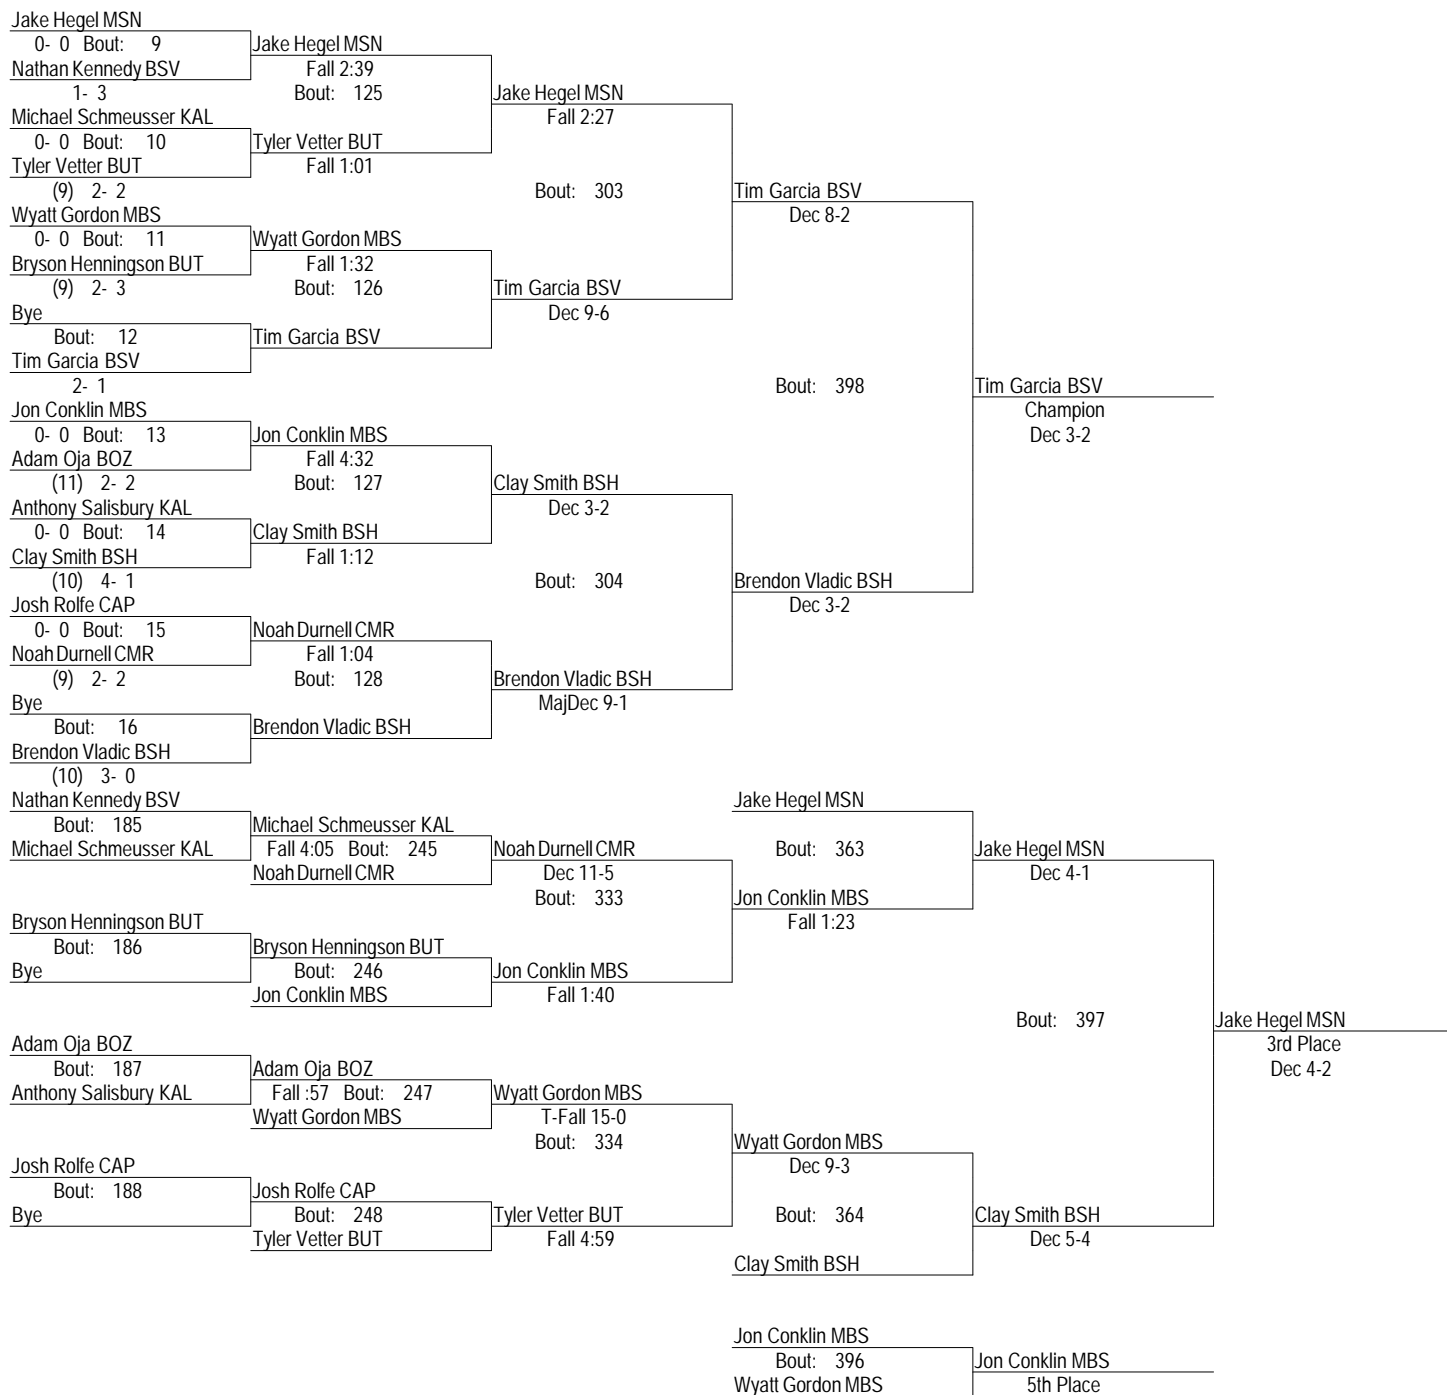 Jake Hegel MSN
0- 0 Bout: 9
Jake Hegel MSN
Nathan Kennedy BSV
Fall 2:39
1- 3
Bout: 125
Jake Hegel MSN
Michael Schmeusser KAL
Fall 2:27
0- 0 Bout: 10
Tyler Vetter BUT
Tyler Vetter BUT
Fall 1:01
(9) 2- 2
Bout: 303
Tim Garcia BSV
Wyatt Gordon MBS
Dec 8-2
0- 0 Bout: 11
Wyatt Gordon MBS
Bryson Henningson BUT
Fall 1:32
(9) 2- 3
Bout: 126
Tim Garcia BSV
Bye
Dec 9-6
Bout: 12
Tim Garcia BSV
Tim Garcia BSV
2- 1
Bout: 398
Tim Garcia BSV
Jon Conklin MBS
Champion
0- 0 Bout: 13
Jon Conklin MBS
Dec 3-2
Adam Oja BOZ
Fall 4:32
(11) 2- 2
Bout: 127
Clay Smith BSH
Anthony Salisbury KAL
Dec 3-2
0- 0 Bout: 14
Clay Smith BSH
Clay Smith BSH
Fall 1:12
(10) 4- 1
Bout: 304
Brendon Vladic BSH
Josh Rolfe CAP
Dec 3-2
0- 0 Bout: 15
Noah Durnell CMR
Noah Durnell CMR
Fall 1:04
(9) 2- 2
Bout: 128
Brendon Vladic BSH
Bye
MajDec 9-1
Bout: 16
Brendon Vladic BSH
Brendon Vladic BSH
(10) 3- 0
Nathan Kennedy BSV
Jake Hegel MSN
Bout: 185
Michael Schmeusser KAL
Michael Schmeusser KAL
Fall 4:05 Bout: 245
Noah Durnell CMR
Bout: 363
Jake Hegel MSN
Noah Durnell CMR
Dec 11-5
Dec 4-1
Bout: 333
Jon Conklin MBS
Bryson Henningson BUT
Fall 1:23
Bout: 186
Bryson Henningson BUT
Bye
Bout: 246
Jon Conklin MBS
Jon Conklin MBS
Fall 1:40
Bout: 397
Jake Hegel MSN
Adam Oja BOZ
3rd Place
Bout: 187
Adam Oja BOZ
Dec 4-2
Anthony Salisbury KAL
Fall :57 Bout: 247
Wyatt Gordon MBS
Wyatt Gordon MBS
T-Fall 15-0
Bout: 334
Wyatt Gordon MBS
Josh Rolfe CAP
Dec 9-3
Bout: 188
Josh Rolfe CAP
Bye
Bout: 248
Tyler Vetter BUT
Bout: 364
Clay Smith BSH
Tyler Vetter BUT
Fall 4:59
Dec 5-4
Clay Smith BSH
Jon Conklin MBS
Bout: 396
Jon Conklin MBS
Wyatt Gordon MBS
5th Place